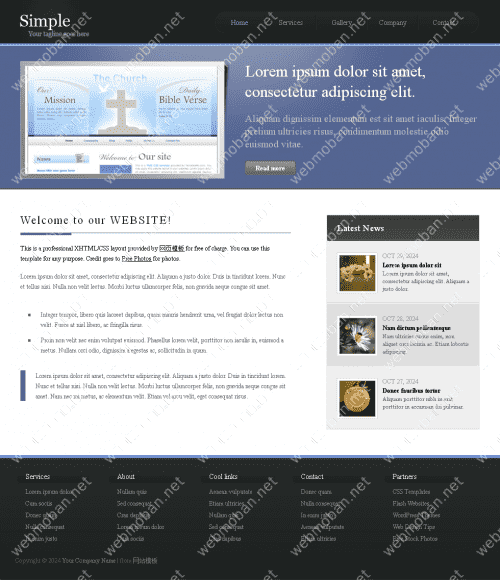 Simple
Your tagline goes here
Home Services Gallery Company Contact
The Church
Our Mission
Daily Bible Verse
Welcome to Our site
Lorem ipsum dolor sit amet,
consectetur adipiscing elit.
Aliquam dignissim elementum est sit amet iaculis. Integer
pretium ultricies risus, condimentum molestie odio
euismod vitae.
Read more
Welcome to our WEBSITE!
This is a professional XHTML/CSS layout provided by 网页模板 for free of charge. You can use this
template for any purpose. Credit goes to Free Photos for photos.
Lorem ipsum dolor sit amet, consectetur adipiscing elit. Aliquam a justo dolor. Duis in tincidunt lorem. Nunc
et tellus nisi. Nulla non velit lectus. Morbi luctus ullamcorper felis, non gravida neque congue sit amet.
Integer tempor, libero quis laoreet dapibus, quam mauris hendrerit urna, vel feugiat dolor lectus non
velit. Fusce at nisl libero, ac fringilla risus.
Proin non velit nec enim volutpat euismod. Phasellus lorem velit, porttitor non iaculis in, euismod a
metus. Nullam orci odio, dignissim in egestas ac, sollicitudin in quam.
Lorem ipsum dolor sit amet, consectetur adipiscing elit. Aliquam a justo dolor. Duis in tincidunt lorem.
Nunc et tellus nisi. Nulla non velit lectus. Morbi luctus ullamcorper felis, non gravida neque congue sit
amet. Nam nec mi metus, ac elementum velit. Etiam vel arcu velit, eget consequat risus.
Latest News
OCT 29, 2024
Lorem ipsum dolor sit
Lorem ipsum dolor sit amet,
consectetur adipiscing elit. Aliquam a
justo dolor.
OCT 28, 2024
Nam dictum pellentesque
Nam ultricies varius enim, non
aliquet orci lacinia ac. Etiam lobortis
adipiscing.
OCT 27, 2024
Donec faucibus tortor
Aliquam porttitor nibh in velit
porttitor in accumsan dui pulvinar.
Services About Cool links Contact Partners
Lorem ipsum dolor Nullam quis Aenean vulputate Donec quam CSS Templates
Cum sociis Sed consequat Etiam ultricies Nulla consequat Flash Websites
Donec quam Cras dapibus Nullam quis In enim justo WordPress Themes
Nulla consequat Lorem ipsum dolor Sed consequat Aenean vulputate Web Design Tips
In enim justo Cum sociis Cras dapibus Etiam ultricies Free Stock Photos
Copyright © 2024 Your Company Name | from 网站模板
webmoban.net